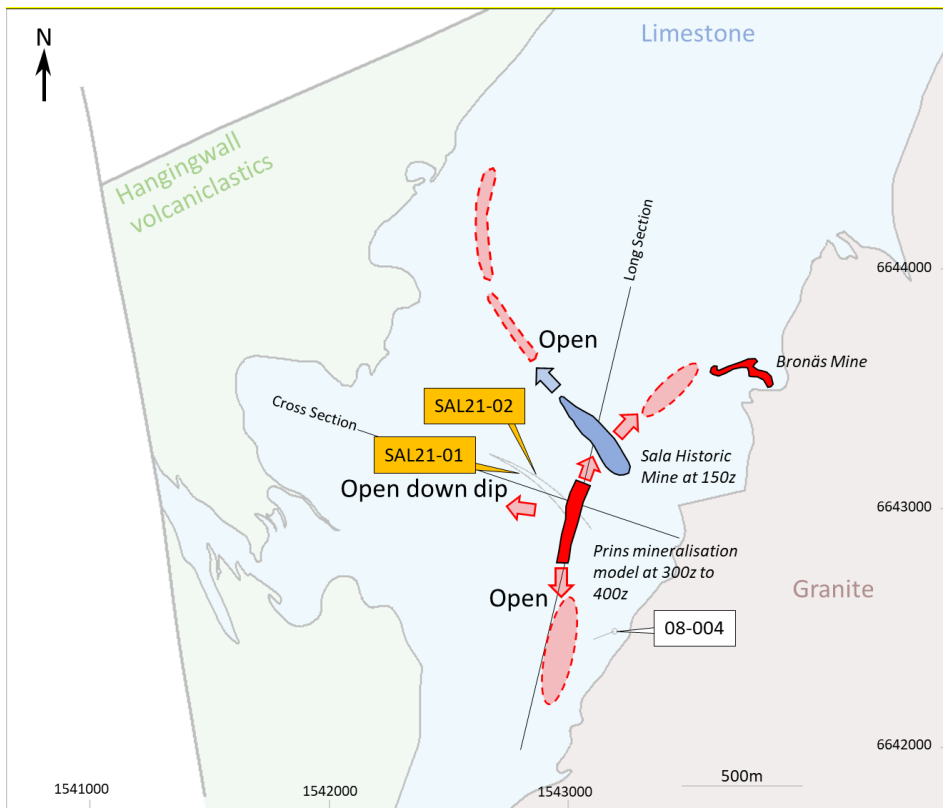 N
Limestone
Hangingwall
volcaniclastics
Long Section
6644000
Open
Bronäs Mine
SAL21-02
Cross Section
SAL21-01
Sala Historic
Mine at 150z
Open down dip
6643000
Prins mineralisation
model at 300z to
400z
Granite
Open
08-004
6642000
500m
1541000
1542000
1543000